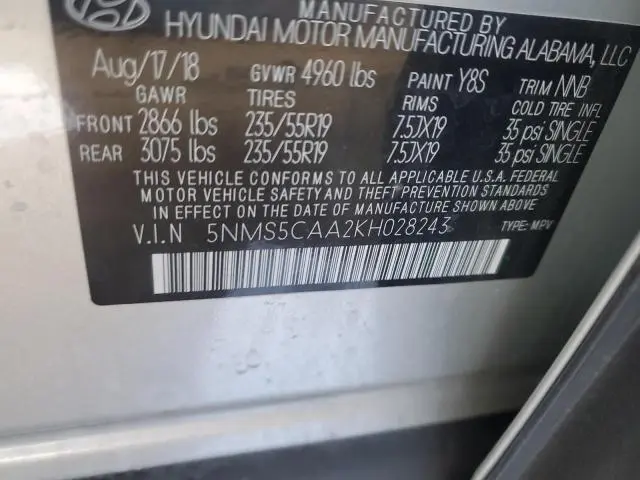 MANUFACTURED BY
HYUNDAI MOTOR MANUFACTURING ALABAMA, LLC
Aug/17/18 GVWR 4960 lbs PAINT Y8S TRIM NNB
GAWR TIRES RIMS COLD TIRE INFL
FRONT 2866 lbs 235/55R19 7.5JX19 35 psi SINGLE
REAR 3075 lbs 235/55R19 7.5JX19 35 psi SINGLE
THIS VEHICLE CONFORMS TO ALL APPLICABLE U.S.A. FEDERAL
MOTOR VEHICLE SAFETY AND THEFT PREVENTION STANDARDS
IN EFFECT ON THE DATE OF MANUFACTURE SHOWN ABOVE
V.I.N 5NMS5CAA2KH028243 TYPE: MPV